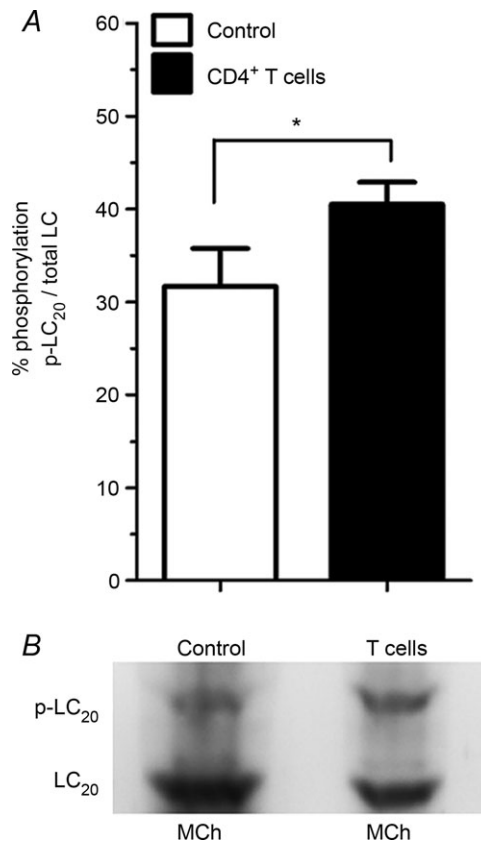 A
60
Control
CD4⁺ T cells
50
*
40
% phosphorylation
p-LC₂₀ / total LC
30
20
10
0
B
Control T cells
p-LC₂₀
LC₂₀
MCh MCh